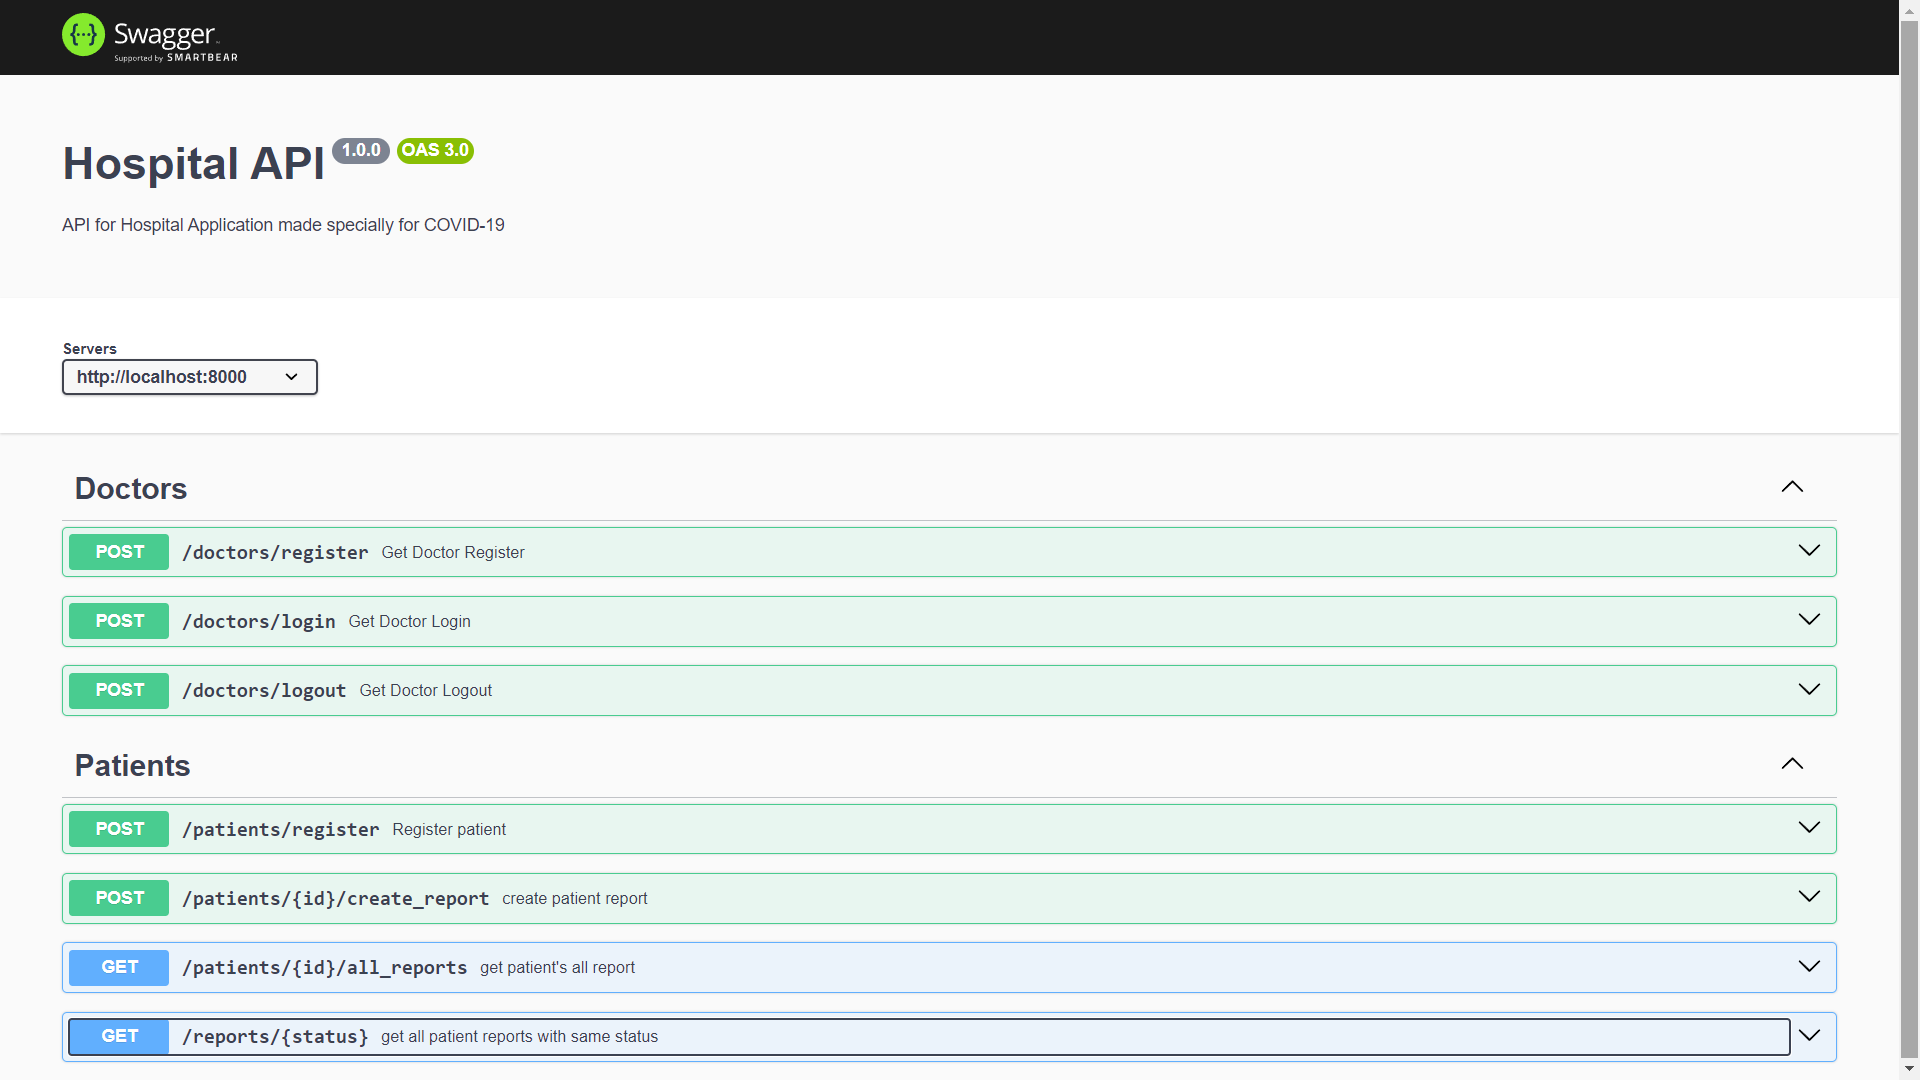 {···} Swagger
Supported by SMARTBEAR
Hospital API 1.0.0 OAS 3.0
API for Hospital Application made specially for COVID-19
Servers
http://localhost:8000
Doctors
POST /doctors/register Get Doctor Register
POST /doctors/login Get Doctor Login
POST /doctors/logout Get Doctor Logout
Patients
POST /patients/register Register patient
POST /patients/{id}/create_report create patient report
GET /patients/{id}/all_reports get patient's all report
GET /reports/{status} get all patient reports with same status